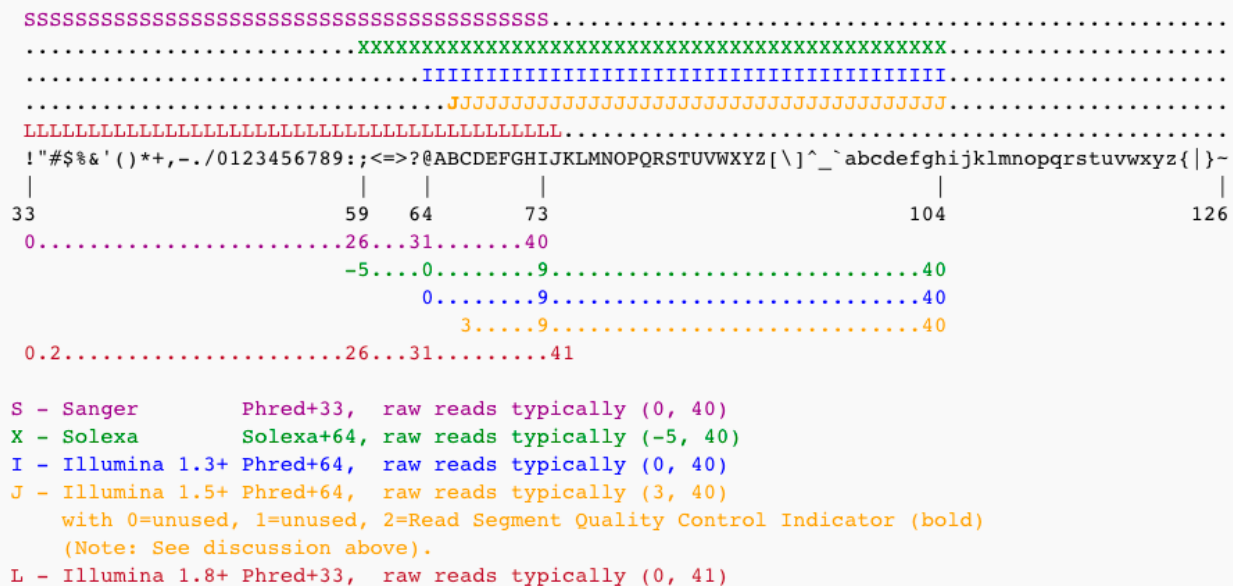 SSSSSSSSSSSSSSSSSSSSSSSSSSSSSSSSSSSSSSSSS.....................................................
..........................XXXXXXXXXXXXXXXXXXXXXXXXXXXXXXXXXXXXXXXXXXXXXX......................
...............................IIIIIIIIIIIIIIIIIIIIIIIIIIIIIIIIIIIIIIIII......................
.................................JJJJJJJJJJJJJJJJJJJJJJJJJJJJJJJJJJJJJJJ......................
LLLLLLLLLLLLLLLLLLLLLLLLLLLLLLLLLLLLLLLLLL....................................................
!"#$%&'()*+,-./0123456789:;<=>?@ABCDEFGHIJKLMNOPQRSTUVWXYZ[\]^_`abcdefghijklmnopqrstuvwxyz{|}~
| | | | | |
33 59 64 73 104 126
0........................26...31.......40
-5....0........9.............................40
0........9.............................40
3.....9.............................40
0.2......................26...31.........41
S - Sanger Phred+33, raw reads typically (0, 40)
X - Solexa Solexa+64, raw reads typically (-5, 40)
I - Illumina 1.3+ Phred+64, raw reads typically (0, 40)
J - Illumina 1.5+ Phred+64, raw reads typically (3, 40)
with 0=unused, 1=unused, 2=Read Segment Quality Control Indicator (bold)
(Note: See discussion above).
L - Illumina 1.8+ Phred+33, raw reads typically (0, 41)